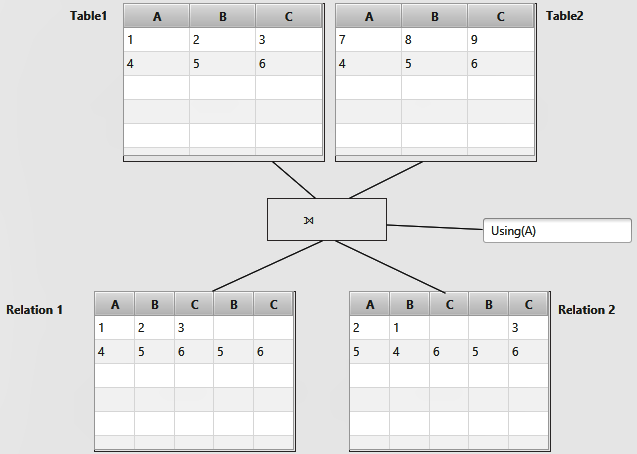 Table1
A B C
1 2 3
4 5 6
Table2
A B C
7 8 9
4 5 6
⟕
Using(A)
Relation 1
A B C B C
1 2 3
4 5 6 5 6
Relation 2
A B C B C
2 1 3
5 4 6 5 6